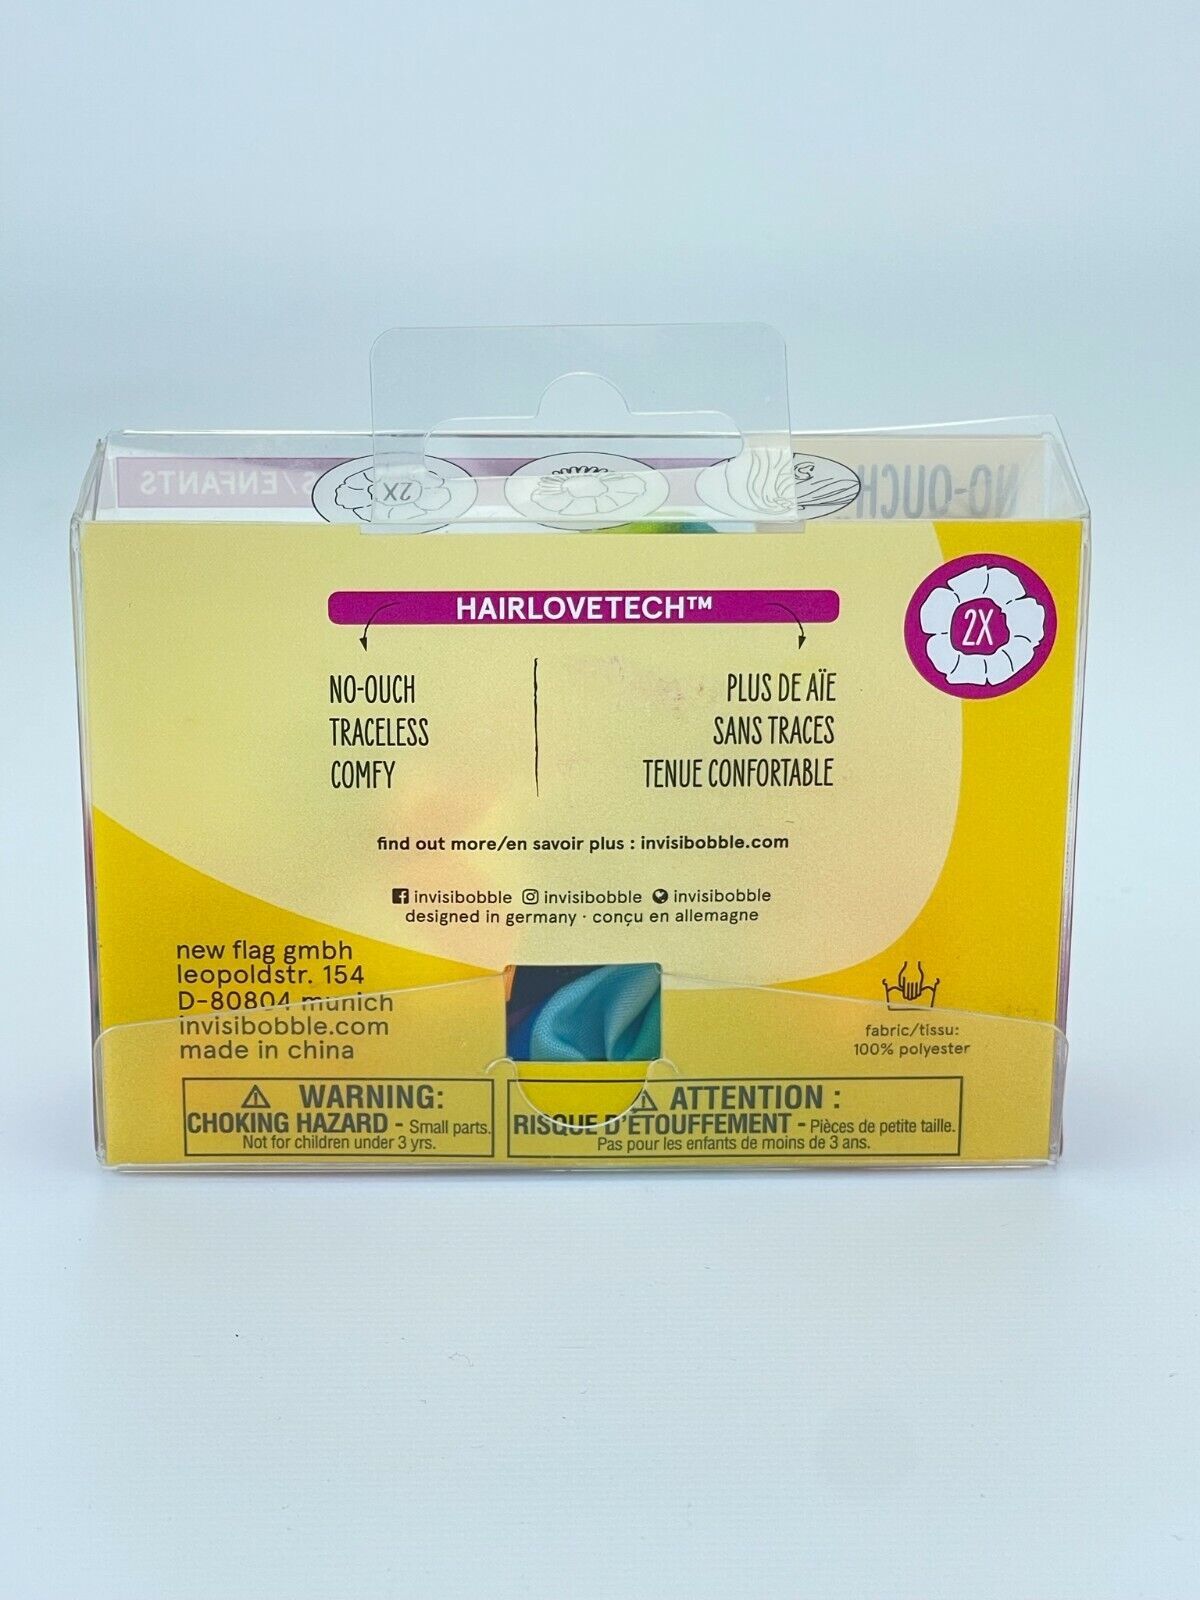 S/ENFANTS
2X
NO-OUCH
HAIRLOVETECH™
2X
NO-OUCH
TRACELESS
COMFY
PLUS DE AÏE
SANS TRACES
TENUE CONFORTABLE
find out more/en savoir plus : invisibobble.com
invisibobble invisibobble invisibobble
designed in germany · conçu en allemagne
new flag gmbh
leopoldstr. 154
D-80804 munich
invisibobble.com
made in china
fabric/tissu:
100% polyester
WARNING:
CHOKING HAZARD - Small parts.
Not for children under 3 yrs.
ATTENTION :
RISQUE D'ÉTOUFFEMENT - Pièces de petite taille.
Pas pour les enfants de moins de 3 ans.